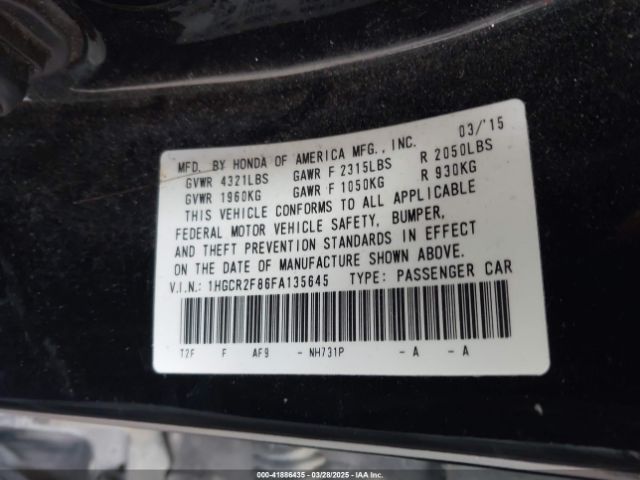 MFD. BY HONDA OF AMERICA MFG., INC. 03/'15
GVWR 4321LBS GAWR F 2315LBS R 2050LBS
GVWR 1960KG GAWR F 1050KG R 930KG
THIS VEHICLE CONFORMS TO ALL APPLICABLE
FEDERAL MOTOR VEHICLE SAFETY, BUMPER,
AND THEFT PREVENTION STANDARDS IN EFFECT
ON THE DATE OF MANUFACTURE SHOWN ABOVE.
V.I.N.: 1HGCR2F86FA135645 TYPE: PASSENGER CAR
T2F F AF9 - NH731P - A - A
000-41886435 - 03/28/2025 - IAA Inc.